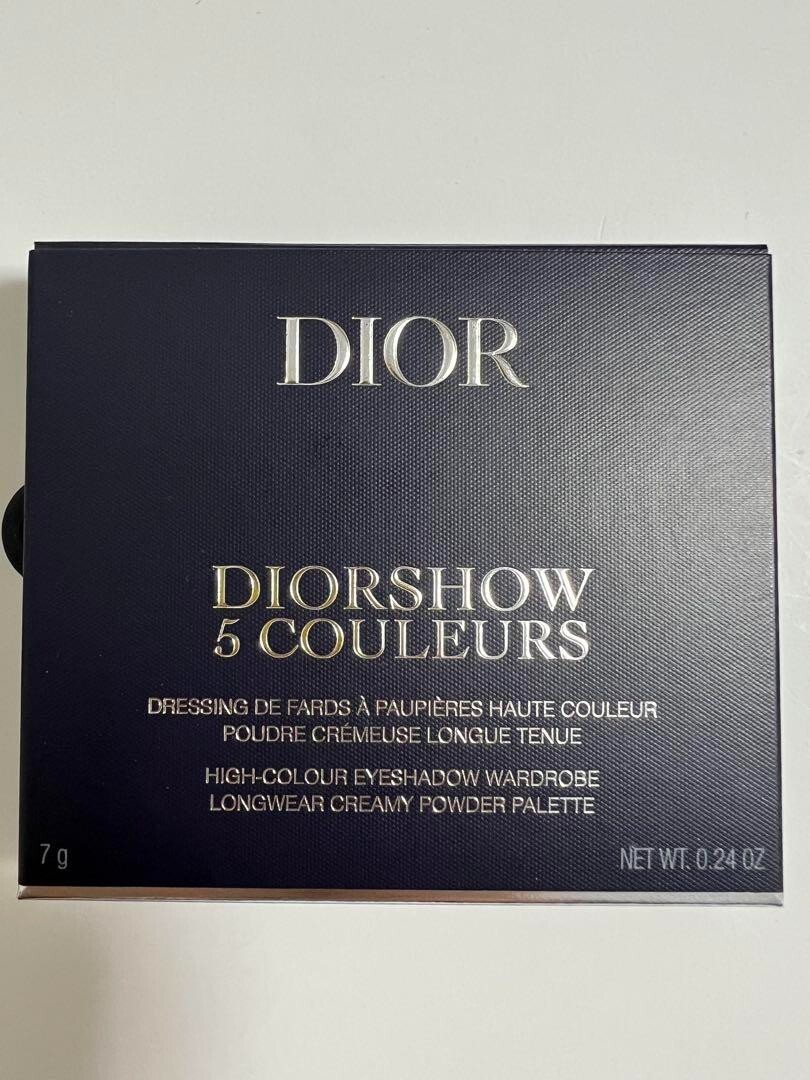 DIOR
DIORSHOW
5 COULEURS
DRESSING DE FARDS À PAUPIÈRES HAUTE COULEUR
POUDRE CRÉMEUSE LONGUE TENUE
HIGH-COLOUR EYESHADOW WARDROBE
LONGWEAR CREAMY POWDER PALETTE
7 g
NET WT. 0.24 OZ